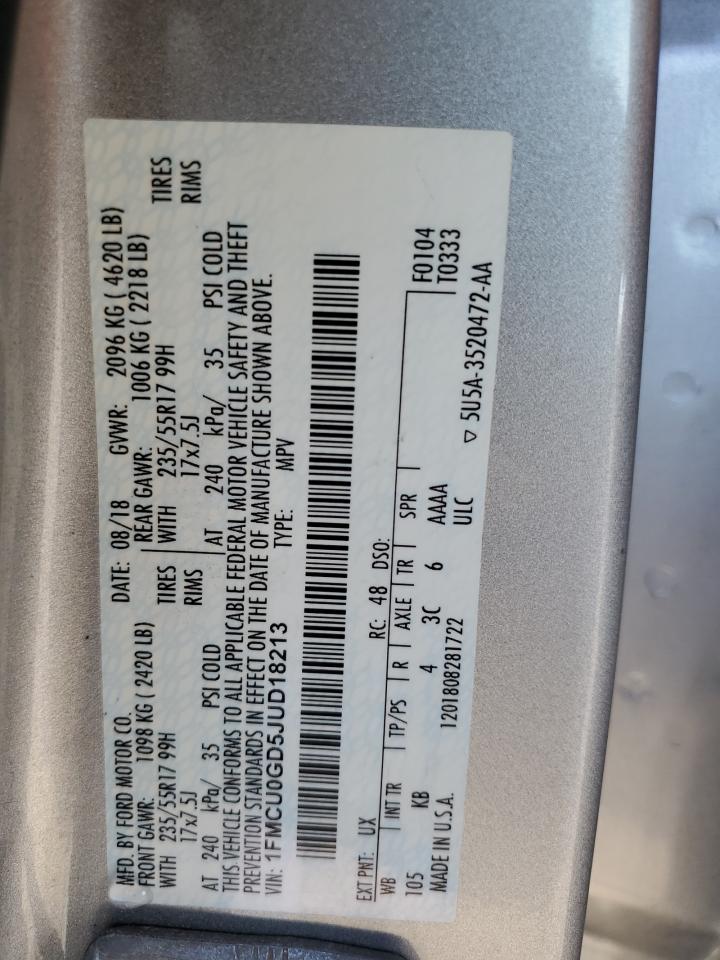 MFD. BY FORD MOTOR CO. DATE: 08/18 GVWR: 2096 KG ( 4620 LB)
FRONT GAWR: 1098 KG ( 2420 LB) REAR GAWR: 1006 KG ( 2218 LB)
WITH 235/55R17 99H TIRES WITH 235/55R17 99H TIRES
17x7.5J RIMS 17x7.5J RIMS
AT 240 kPa/ 35 PSI COLD AT 240 kPa/ 35 PSI COLD
THIS VEHICLE CONFORMS TO ALL APPLICABLE FEDERAL MOTOR VEHICLE SAFETY AND THEFT
PREVENTION STANDARDS IN EFFECT ON THE DATE OF MANUFACTURE SHOWN ABOVE.
VIN: 1FMCU0GD5JUD18213 TYPE: MPV
EXT PNT: UX RC: 48 DSO:
WB INT TR TP/PS R AXLE TR SPR F0104
105 KB 4 3C 6 AAAA T0333
MADE IN U.S.A. 1201808281722 ULC ▽ 5U5A-3520472-AA